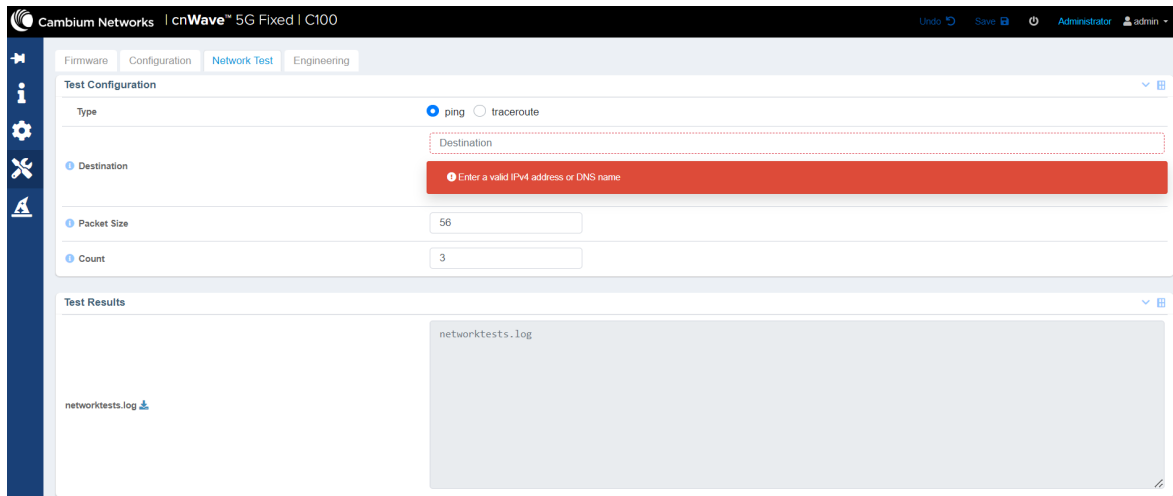 Cambium Networks | cnWave™ 5G Fixed | C100 Undo Save Administrator admin
Firmware Configuration Network Test Engineering
Test Configuration
Type ping traceroute
Destination Destination
Enter a valid IPv4 address or DNS name
Packet Size 56
Count 3
Test Results
networktests.log
networktests.log